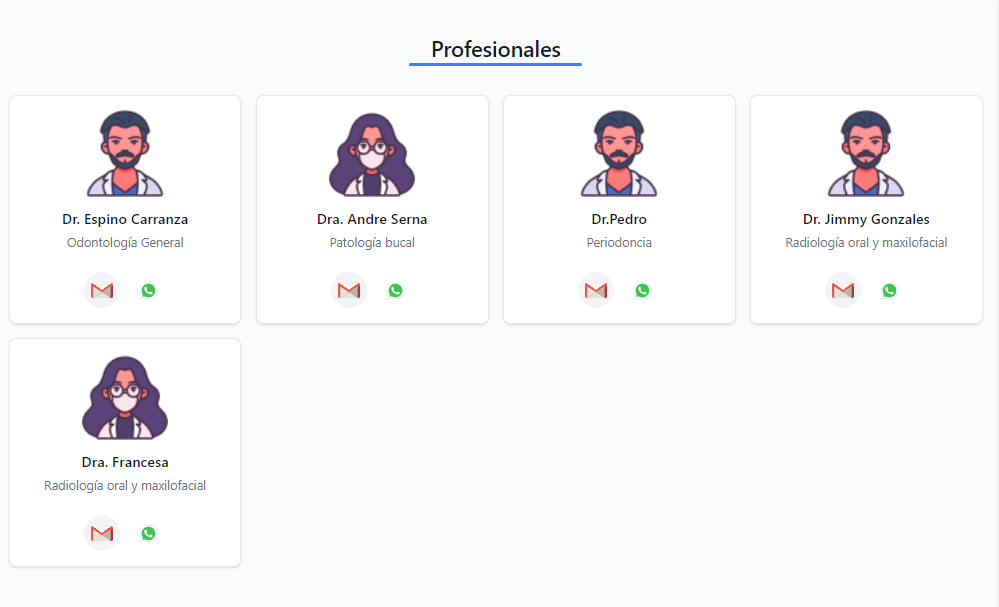 Profesionales
Dr. Espino Carranza
Odontología General
Dra. Andre Serna
Patología bucal
Dr.Pedro
Periodoncia
Dr. Jimmy Gonzales
Radiología oral y maxilofacial
Dra. Francesa
Radiología oral y maxilofacial